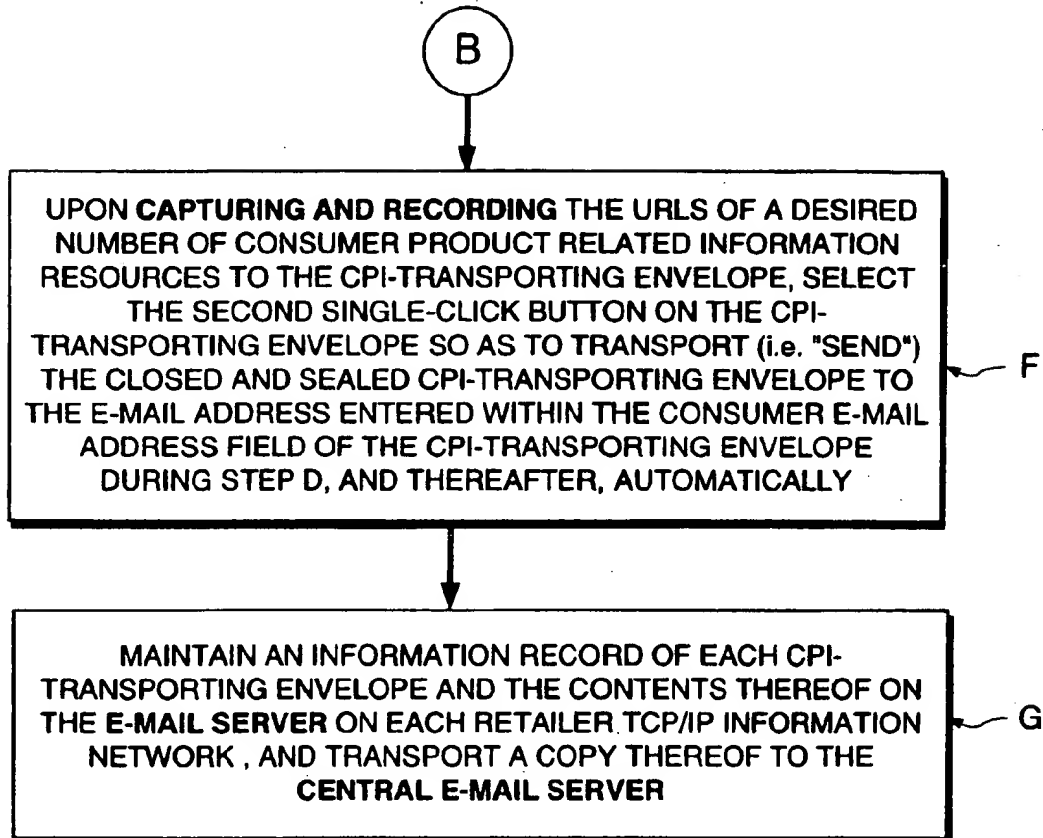 B
UPON CAPTURING AND RECORDING THE URLS OF A DESIRED
NUMBER OF CONSUMER PRODUCT RELATED INFORMATION
RESOURCES TO THE CPI-TRANSPORTING ENVELOPE, SELECT
THE SECOND SINGLE-CLICK BUTTON ON THE CPI-
TRANSPORTING ENVELOPE SO AS TO TRANSPORT (i.e. "SEND")
THE CLOSED AND SEALED CPI-TRANSPORTING ENVELOPE TO
THE E-MAIL ADDRESS ENTERED WITHIN THE CONSUMER E-MAIL
ADDRESS FIELD OF THE CPI-TRANSPORTING ENVELOPE
DURING STEP D, AND THEREAFTER, AUTOMATICALLY
F
MAINTAIN AN INFORMATION RECORD OF EACH CPI-
TRANSPORTING ENVELOPE AND THE CONTENTS THEREOF ON
THE E-MAIL SERVER ON EACH RETAILER TCP/IP INFORMATION
NETWORK , AND TRANSPORT A COPY THEREOF TO THE
CENTRAL E-MAIL SERVER
G